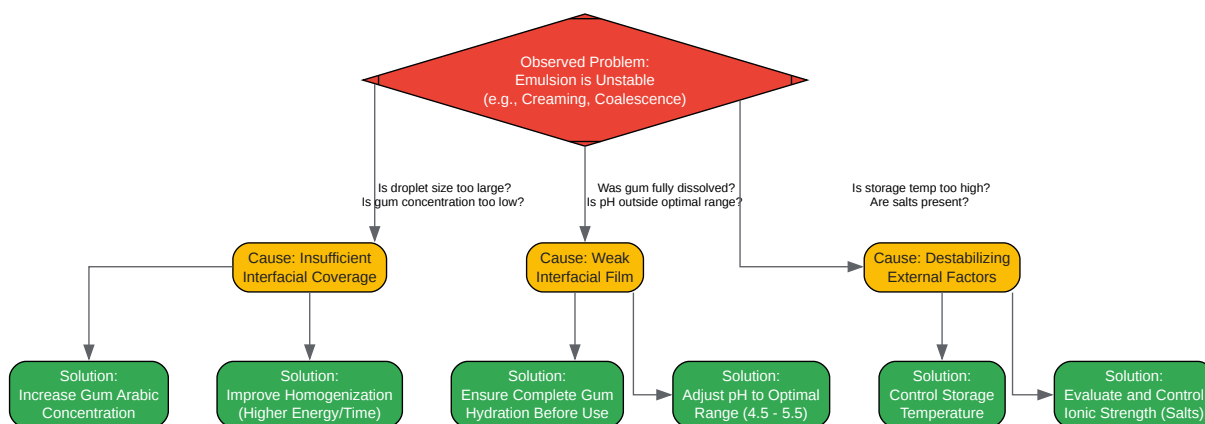 Observed Problem:
Emulsion is Unstable
(e.g., Creaming, Coalescence)
Is droplet size too large?
Is gum concentration too low?
Was gum fully dissolved?
Is pH outside optimal range?
Is storage temp too high?
Are salts present?
Cause: Insufficient
Interfacial Coverage
Cause: Weak
Interfacial Film
Cause: Destabilizing
External Factors
Solution:
Increase Gum Arabic
Concentration
Solution:
Improve Homogenization
(Higher Energy/Time)
Solution:
Ensure Complete Gum
Hydration Before Use
Solution:
Adjust pH to Optimal
Range (4.5 - 5.5)
Solution:
Control Storage
Temperature
Solution:
Evaluate and Control
Ionic Strength (Salts)